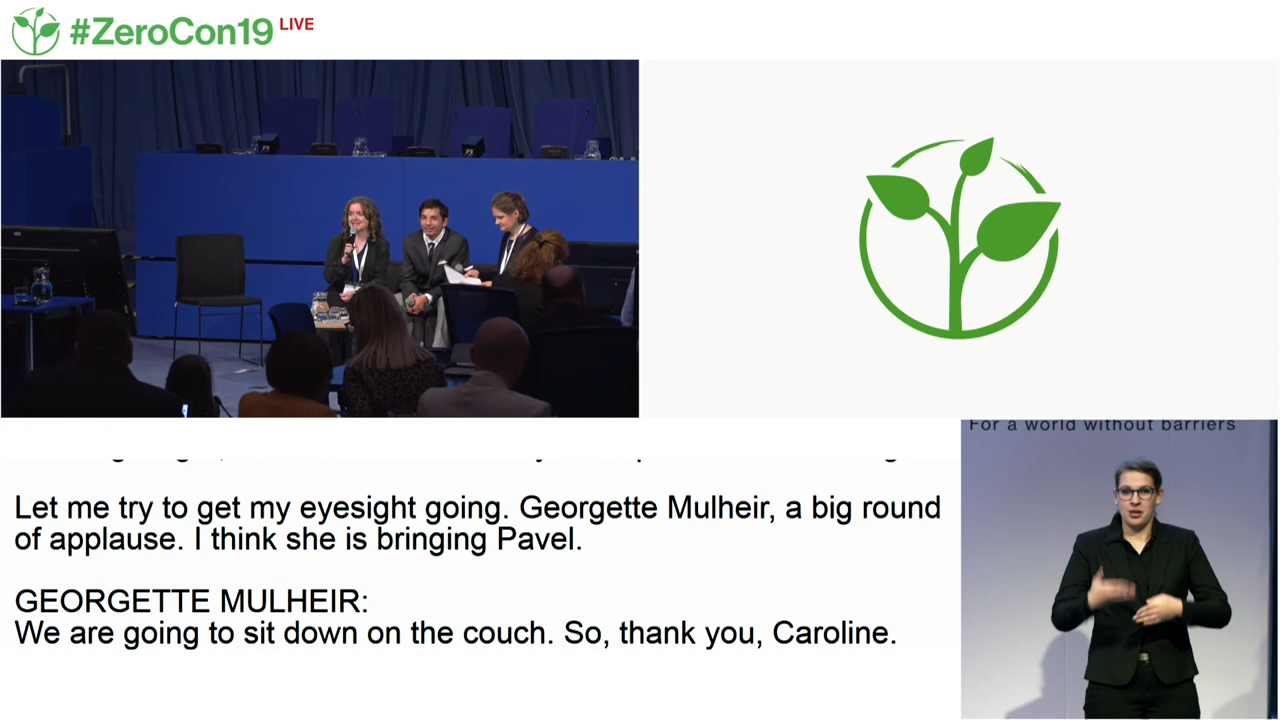 #ZeroCon19 LIVE
For a world without barriers
Let me try to get my eyesight going. Georgette Mulheir, a big round
of applause. I think she is bringing Pavel.
GEORGETTE MULHEIR:
We are going to sit down on the couch. So, thank you, Caroline.